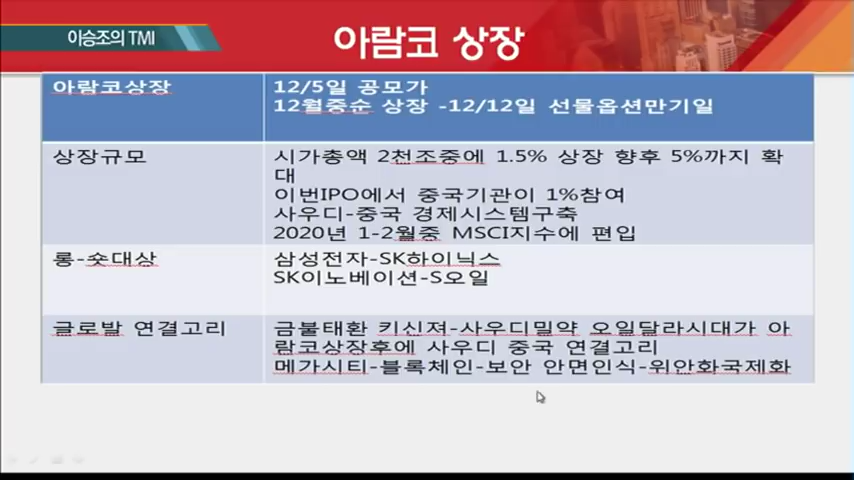 이승조의 TMI
아람코 상장
아람코상장
12/5일 공모가
12월중순 상장 -12/12일 선물옵션만기일
상장규모
시가총액 2천조중에 1.5% 상장 향후 5%까지 확
대
이번IPO에서 중국기관이 1%참여
사우디-중국 경제시스템구축
2020년 1-2월중 MSCI지수에 편입
롱-숏대상
삼성전자-SK하이닉스
SK이노베이션-S오일
글로발 연결고리
금불태환 키신져-사우디밀약 오일달라시대가 아
람코상장후에 사우디 중국 연결고리
메가시티-블록체인-보안 안면인식-위안화국제화